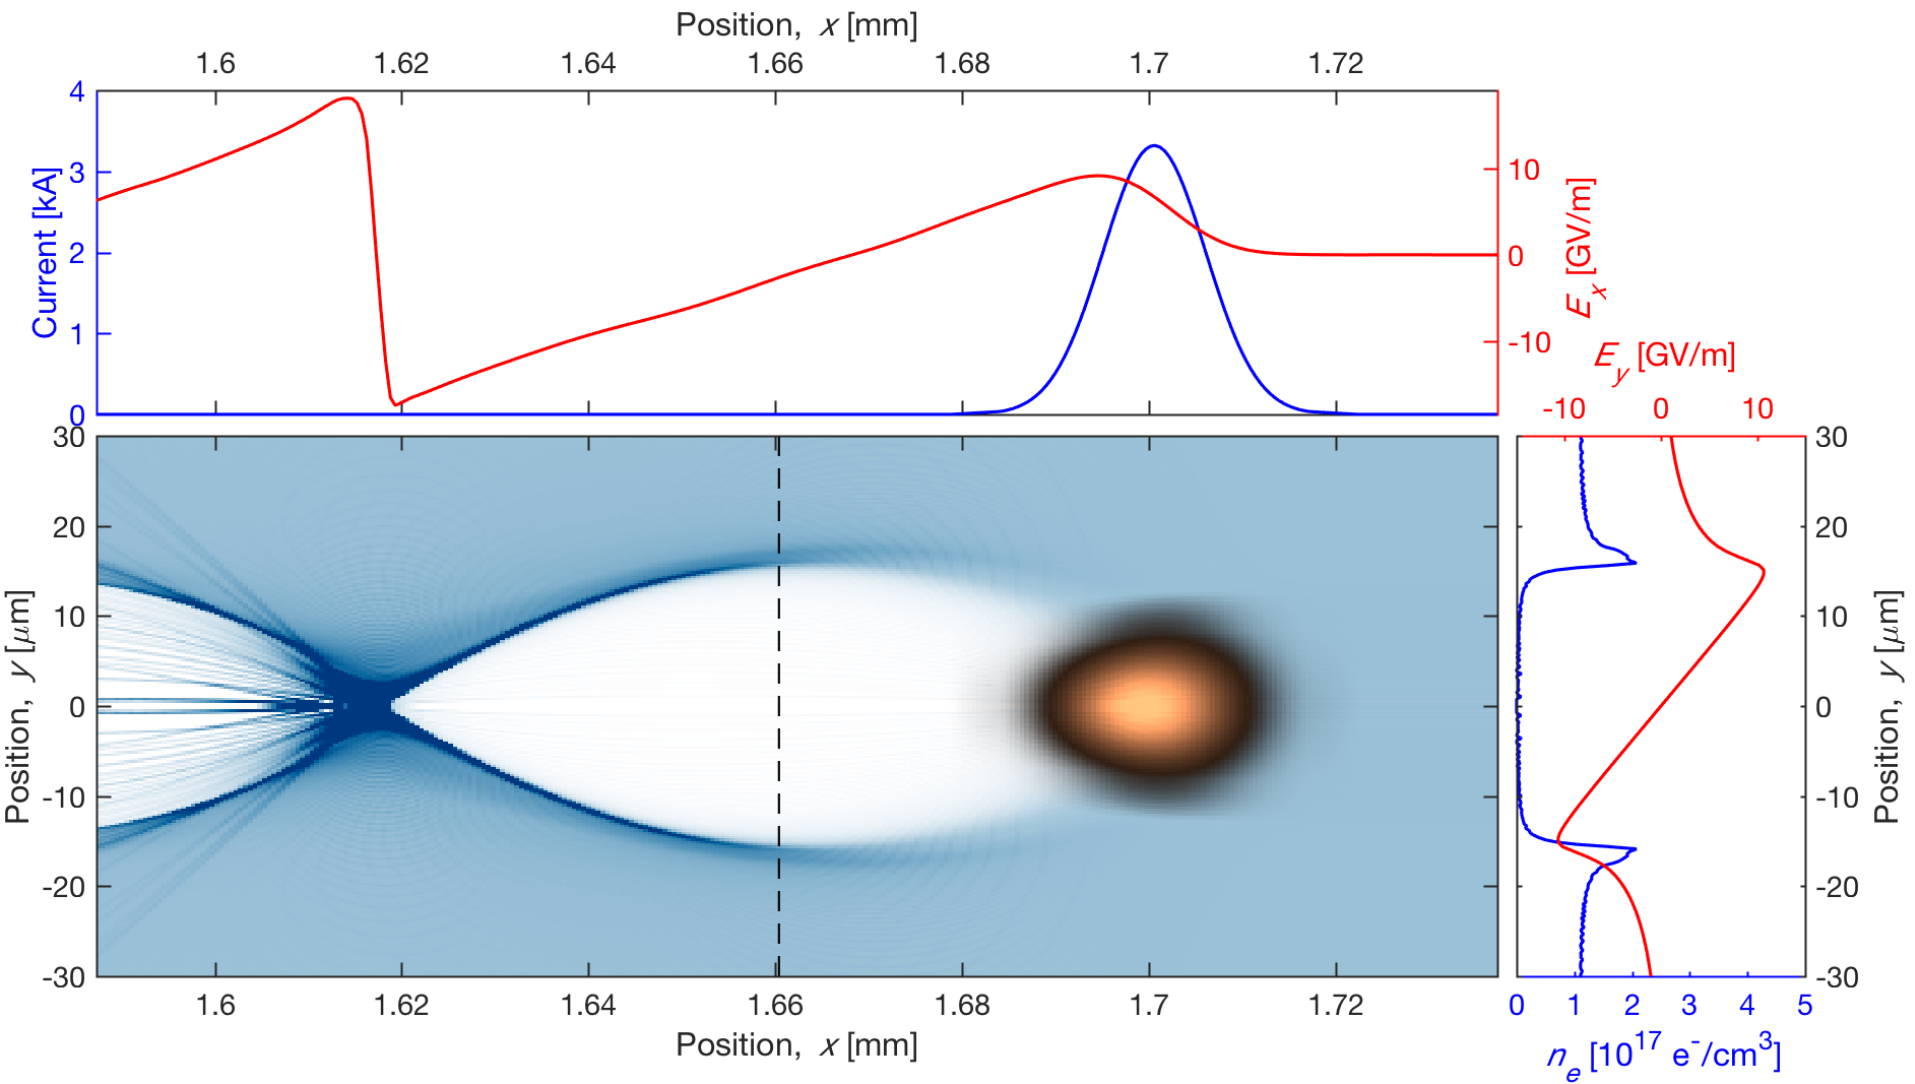 Position, x [mm]
1.6 1.62 1.64 1.66 1.68 1.7 1.72
4
3
2
1
0
Current [kA]
10
0
-10
E_x [GV/m]
E_y [GV/m]
-10 0 10
30
20
10
0
-10
-20
-30
Position, y [μm]
30
20
10
0
-10
-20
-30
Position, y [μm]
1.6 1.62 1.64 1.66 1.68 1.7 1.72
Position, x [mm]
0 1 2 3 4 5
n_e [10^17 e^-/cm^3]